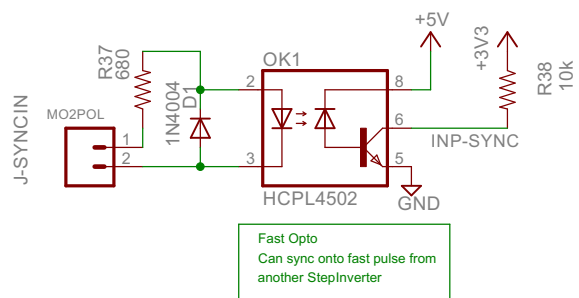 +5V
+3V3
R37
680
OK1
R38
10k
1N4004
D1
2
8
MO2POL
J-SYNCIN
1
2
6
INP-SYNC
3
5
HCPL4502
GND
Fast Opto
Can sync onto fast pulse from
another StepInverter